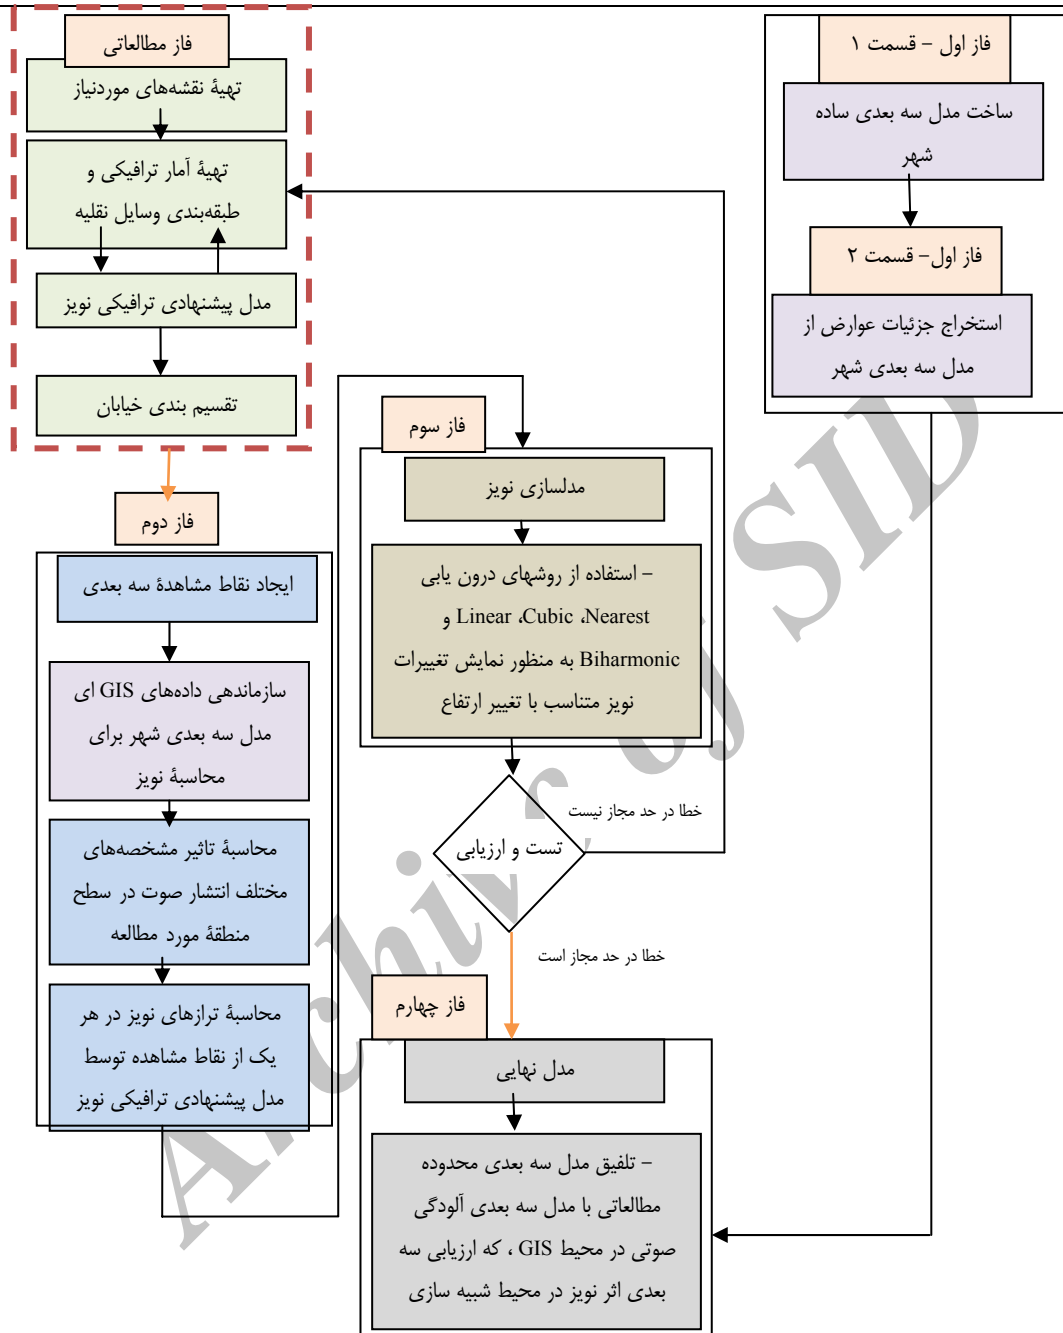 فاز اول – قسمت ۱
ساخت مدل سه بعدی ساده
شهر
فاز اول– قسمت ۲
استخراج جزئیات عوارض از
مدل سه بعدی شهر
فاز مطالعاتی
تهیۀ نقشه‌های موردنیاز
تهیۀ آمار ترافیکی و
طبقه‌بندی وسایل نقلیه
مدل پیشنهادی ترافیکی نویز
تقسیم بندی خیابان
فاز دوم
ایجاد نقاط مشاهدۀ سه بعدی
سازماندهی داده‌های GIS ای
مدل سه بعدی شهر برای
محاسبۀ نویز
محاسبۀ تاثیر مشخصه‌های
مختلف انتشار صوت در سطح
منطقۀ مورد مطالعه
محاسبۀ ترازهای نویز در هر
یک از نقاط مشاهده توسط
مدل پیشنهادی ترافیکی نویز
فاز سوم
مدلسازی نویز
– استفاده از روشهای درون یابی
Linear ،Cubic ،Nearest و
Biharmonic به منظور نمایش تغییرات
نویز متناسب با تغییر ارتفاع
تست و ارزیابی
خطا در حد مجاز نیست
خطا در حد مجاز است
فاز چهارم
مدل نهایی
– تلفیق مدل سه بعدی محدوده
مطالعاتی با مدل سه بعدی آلودگی
صوتی در محیط GIS ، که ارزیابی سه
بعدی اثر نویز در محیط شبیه سازی
Archive of SID